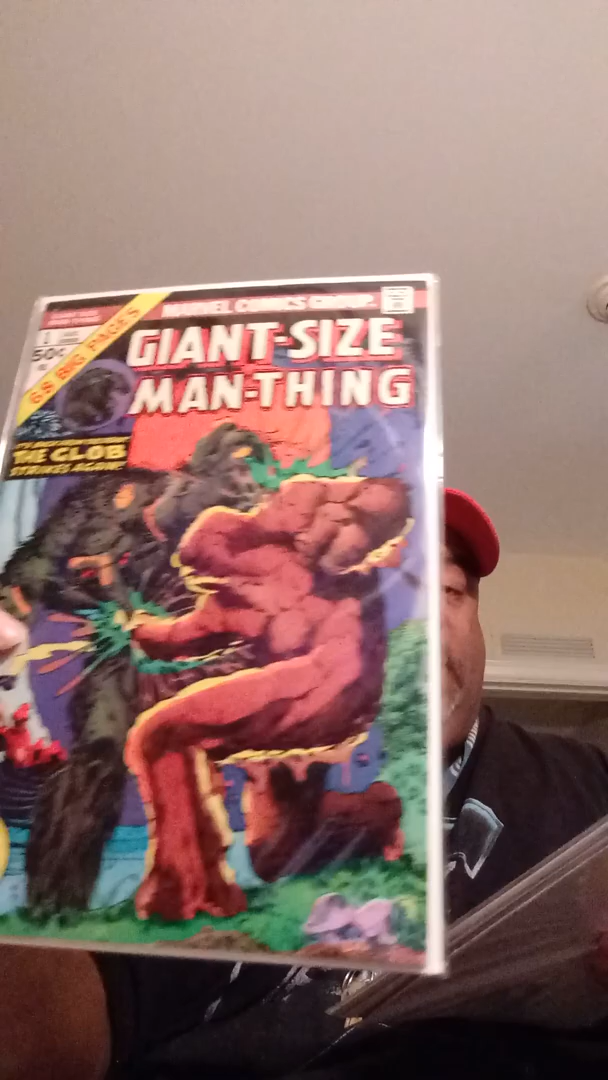 MARVEL COMICS GROUP
GIANT-SIZE
MAN-THING
1
50¢
68 BIG PAGES
THE GLOB
STRIKES AGAIN!